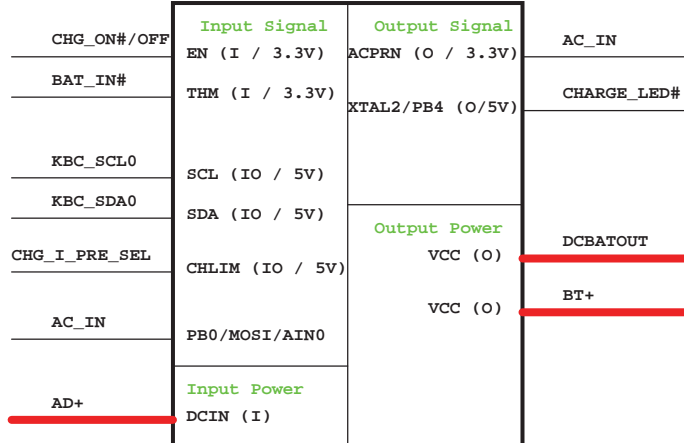 CHG_ON#/OFF
BAT_IN#
KBC_SCL0
KBC_SDA0
CHG_I_PRE_SEL
AC_IN
AD+
Input Signal
EN (I / 3.3V)
THM (I / 3.3V)
SCL (IO / 5V)
SDA (IO / 5V)
CHLIM (IO / 5V)
PB0/MOSI/AIN0
Input Power
DCIN (I)
Output Signal
ACPRN (O / 3.3V)
XTAL2/PB4 (O/5V)
Output Power
VCC (O)
VCC (O)
AC_IN
CHARGE_LED#
DCBATOUT
BT+